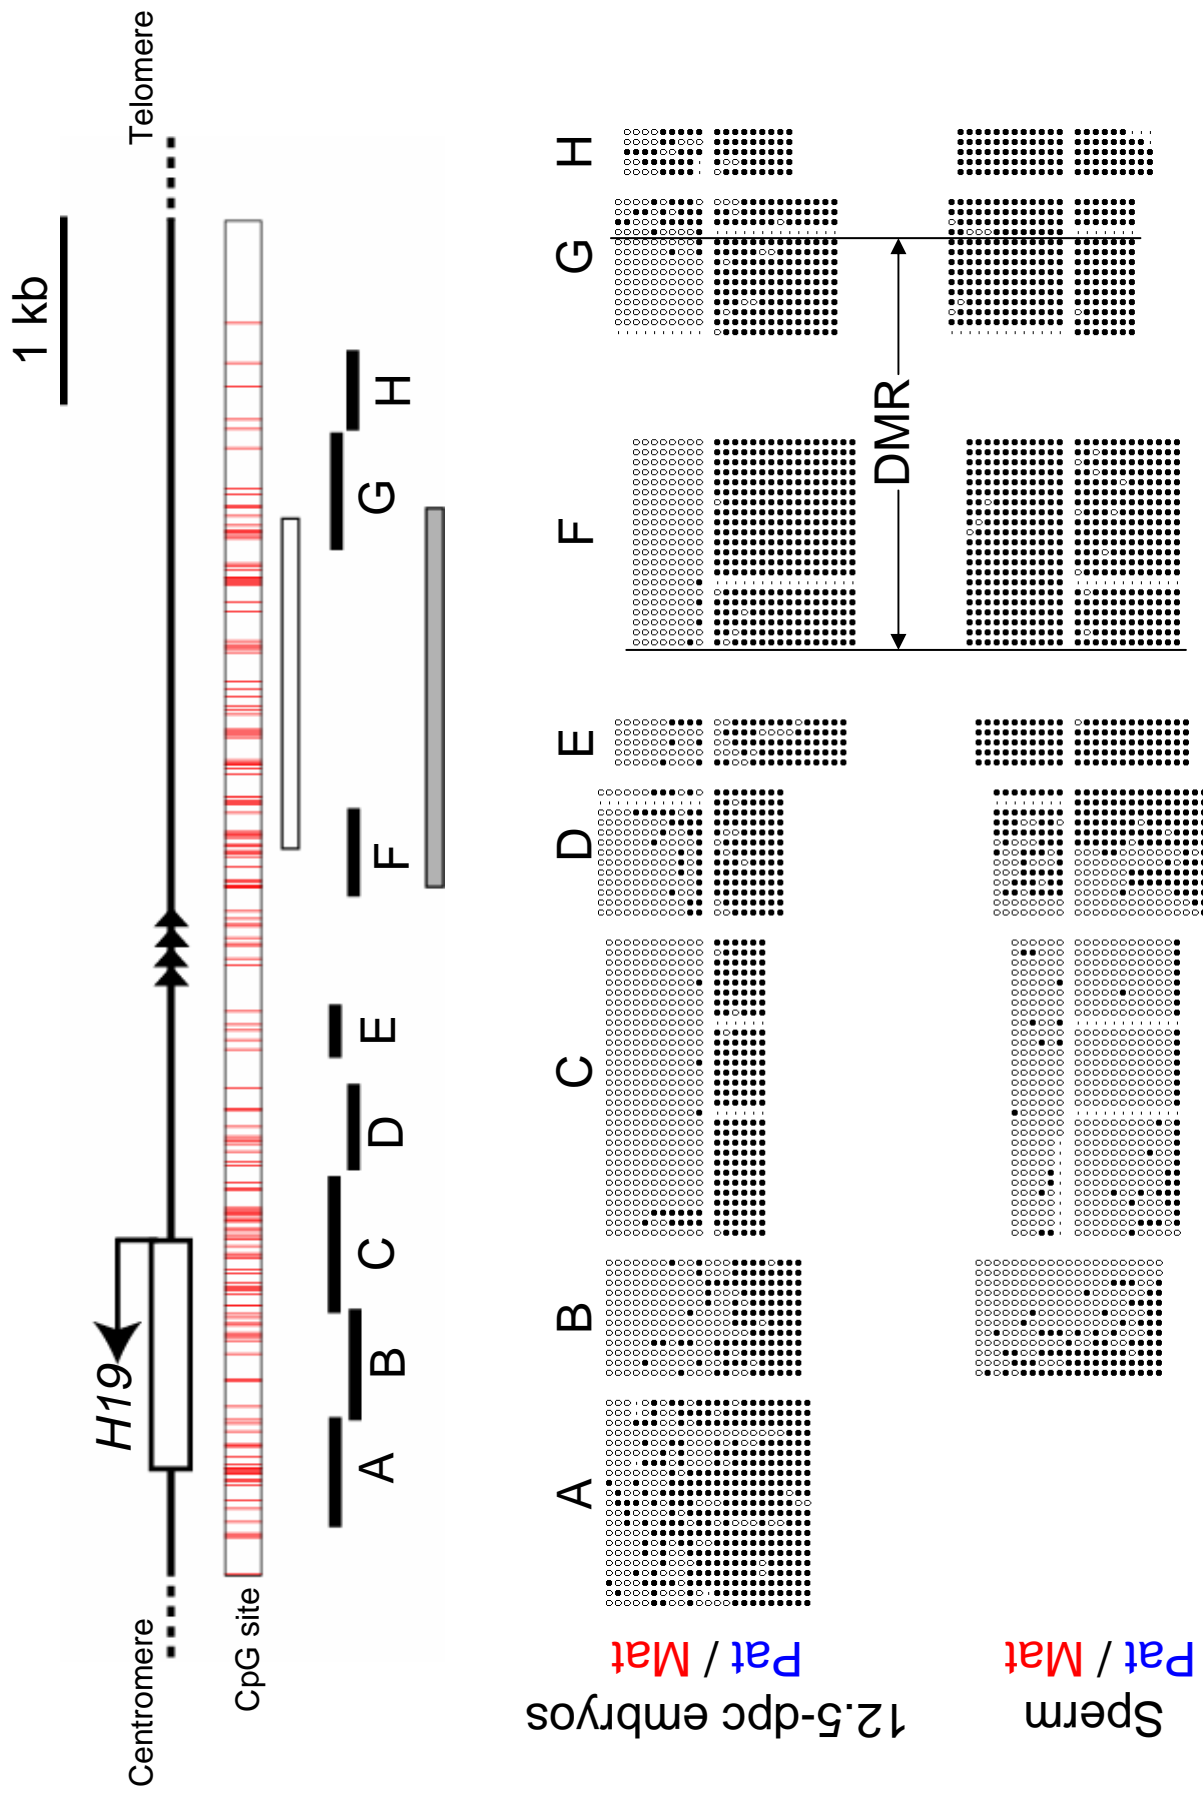 1 kb
Centromere
Telomere
H19
CpG site
A B C D E F G H
A B C D E F G H
12.5-dpc embryos
Pat / Mat
DMR
Sperm
Pat / Mat